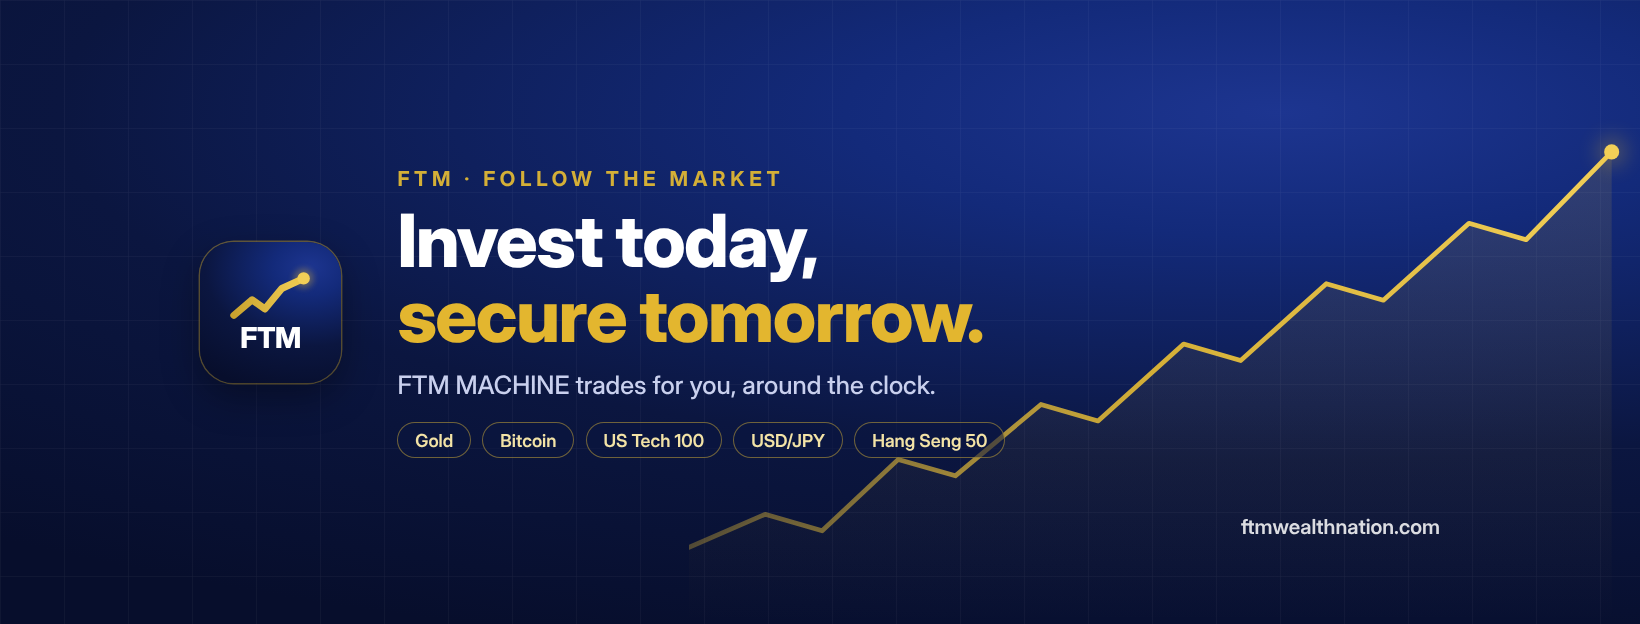 FTM · FOLLOW THE MARKET
Invest today,
secure tomorrow.
FTM
FTM MACHINE trades for you, around the clock.
Gold Bitcoin US Tech 100 USD/JPY Hang Seng 50
ftmwealthnation.com